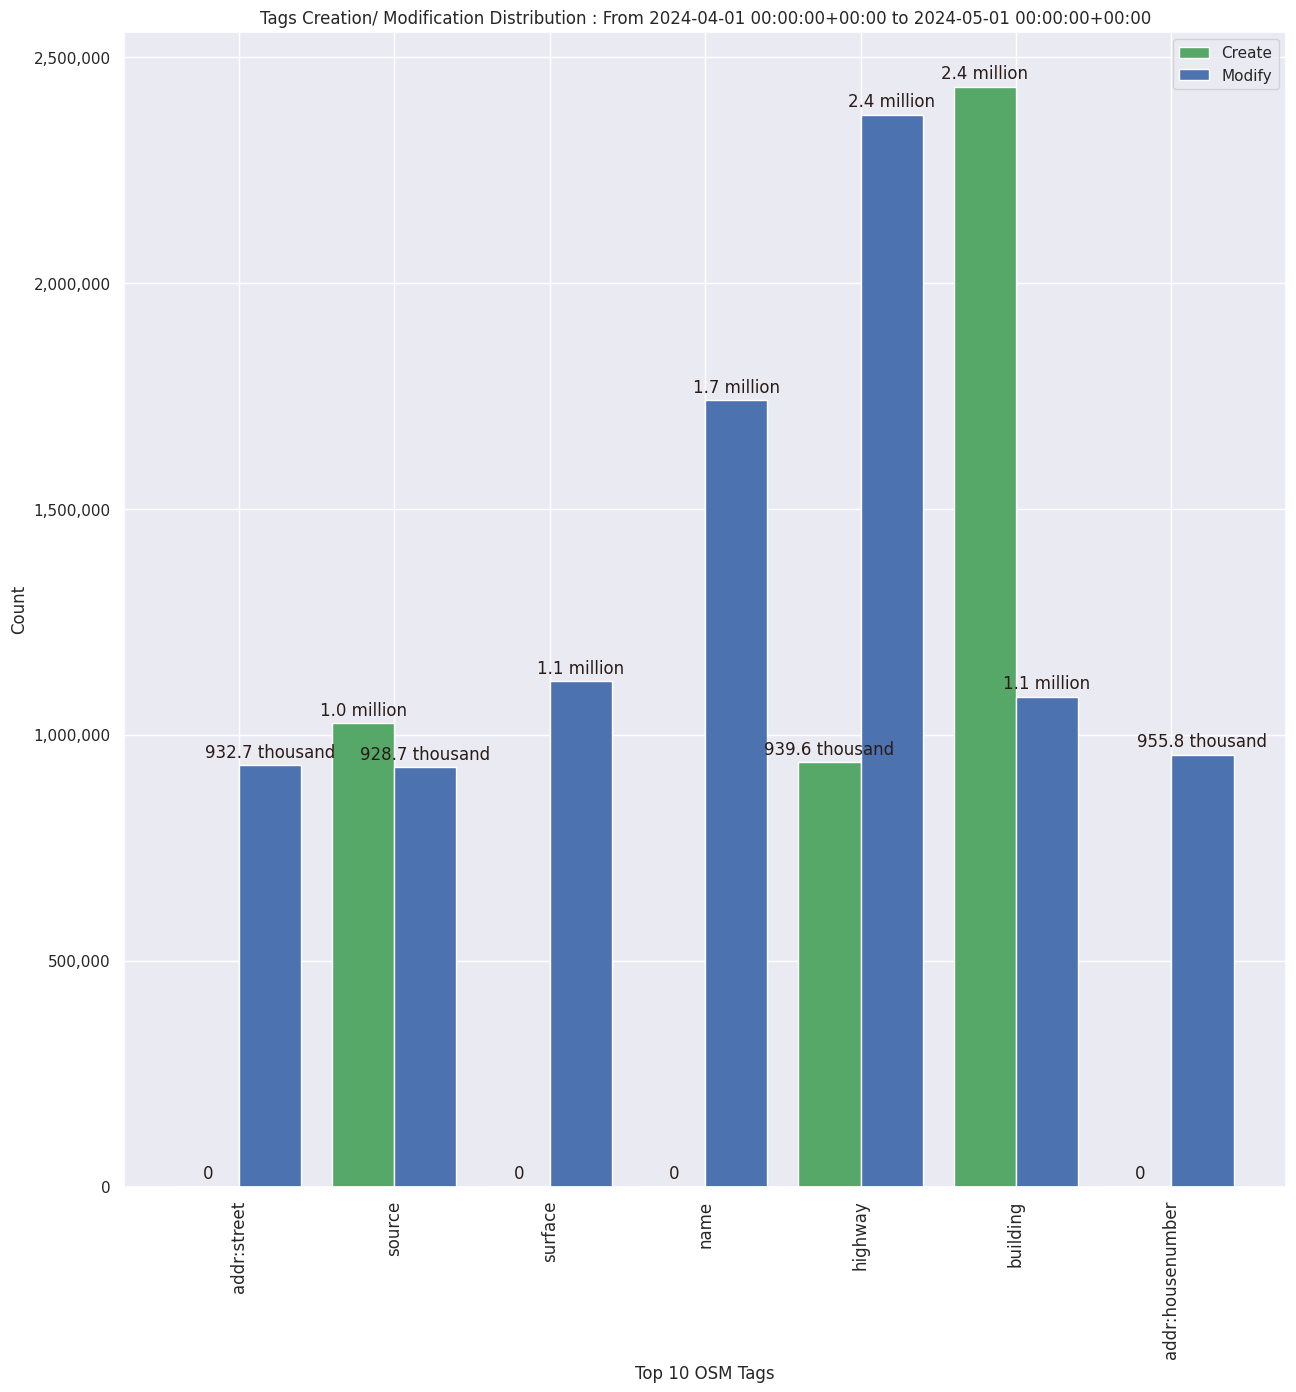 Tags Creation/ Modification Distribution : From 2024-04-01 00:00:00+00:00 to 2024-05-01 00:00:00+00:00
Create
Modify
2,500,000
2,000,000
1,500,000
1,000,000
500,000
0
Count
2.4 million
2.4 million
1.7 million
1.1 million
1.1 million
1.0 million
932.7 thousand
928.7 thousand
939.6 thousand
955.8 thousand
0
0
0
0
addr:street
source
surface
name
highway
building
addr:housenumber
Top 10 OSM Tags